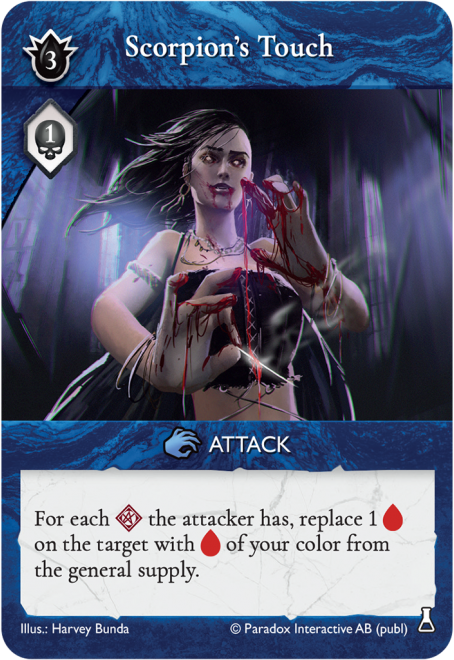 3
Scorpion's Touch
1
ATTACK
For each the attacker has, replace 1
on the target with of your color from
the general supply.
Illus.: Harvey Bunda © Paradox Interactive AB (publ)